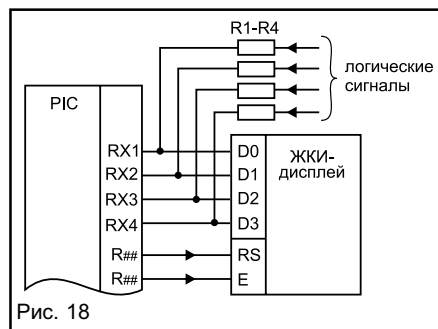 R1-R4
логические
сигналы
PIC
RX1
RX2
RX3
RX4
R##
R##
D0
D1
D2
D3
RS
E
ЖКИ-
дисплей
Рис. 18